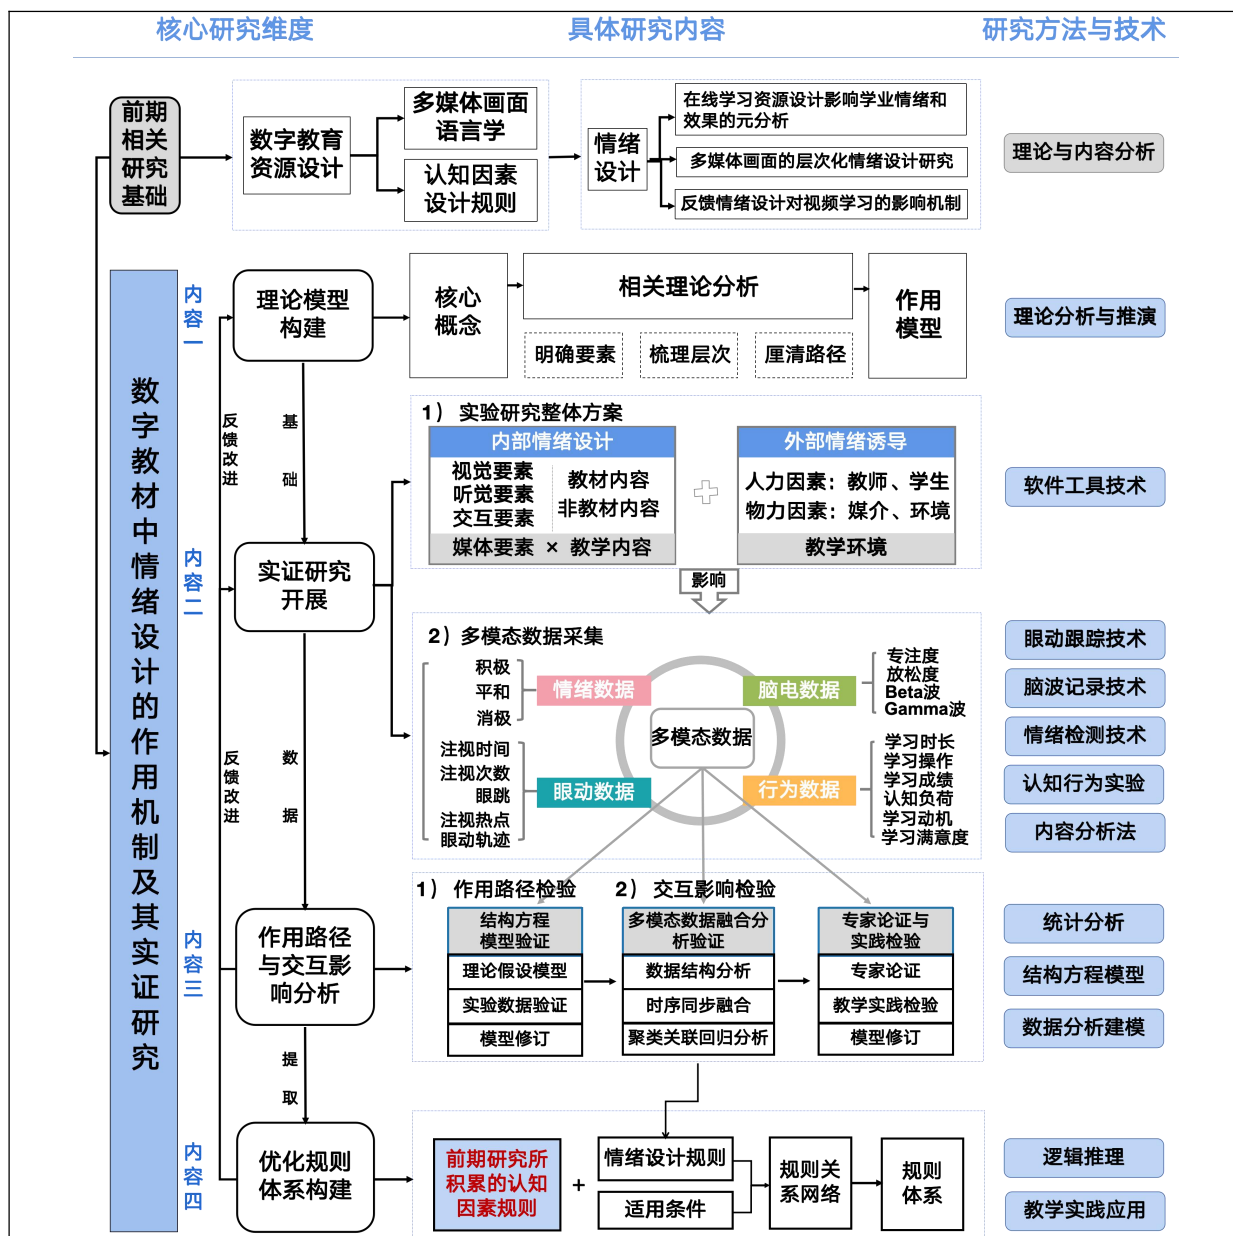 核心研究维度
具体研究内容
研究方法与技术
前期
相关
研究
基础
数字教育
资源设计
多媒体画面
语言学
认知因素
设计规则
情绪
设计
在线学习资源设计影响学业情绪和
效果的元分析
多媒体画面的层次化情绪设计研究
反馈情绪设计对视频学习的影响机制
理论与内容分析
数字教材中情绪设计的作用机制及其实证研究
内容一
理论模型
构建
核心
概念
相关理论分析
明确要素
梳理层次
厘清路径
作用
模型
理论分析与推演
反馈改进
基础
内容二
实证研究
开展
1） 实验研究整体方案
内部情绪设计
视觉要素
听觉要素
交互要素
教材内容
非教材内容
媒体要素 × 教学内容
外部情绪诱导
人力因素：教师、学生
物力因素：媒介、环境
教学环境
软件工具技术
影响
2）多模态数据采集
积极
平和
消极
情绪数据
注视时间
注视次数
眼跳
注视热点
眼动轨迹
眼动数据
多模态数据
脑电数据
专注度
放松度
Beta波
Gamma波
行为数据
学习时长
学习操作
学习成绩
认知负荷
学习动机
学习满意度
眼动跟踪技术
脑波记录技术
情绪检测技术
认知行为实验
内容分析法
反馈改进
数据
内容三
作用路径
与交互影
响分析
1） 作用路径检验
2） 交互影响检验
结构方程
模型验证
理论假设模型
实验数据验证
模型修订
多模态数据融合分
析验证
数据结构分析
时序同步融合
聚类关联回归分析
专家论证与
实践检验
专家论证
教学实践检验
模型修订
统计分析
结构方程模型
数据分析建模
提取
内容四
优化规则
体系构建
前期研究所
积累的认知
因素规则
+
情绪设计规则
适用条件
规则关
系网络
规则
体系
逻辑推理
教学实践应用